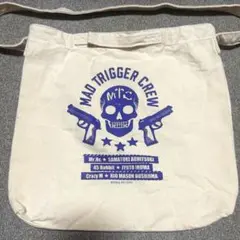 MAD TRIGGER CREW
MTC
Mr.Hc ★ SAMATOKI AOHITSUGI
45 Rabbit ★ JYUTO IRUMA
Crazy M ★ RIO MASON BUSUJIMA